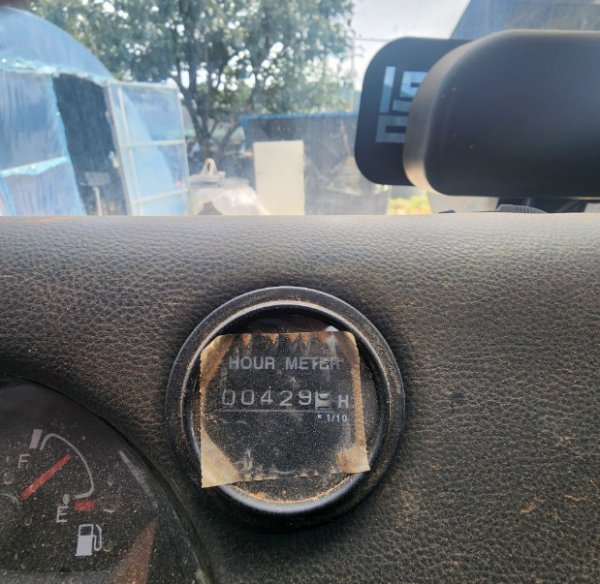 HOUR METER
00429 H
* 1/10
F
E